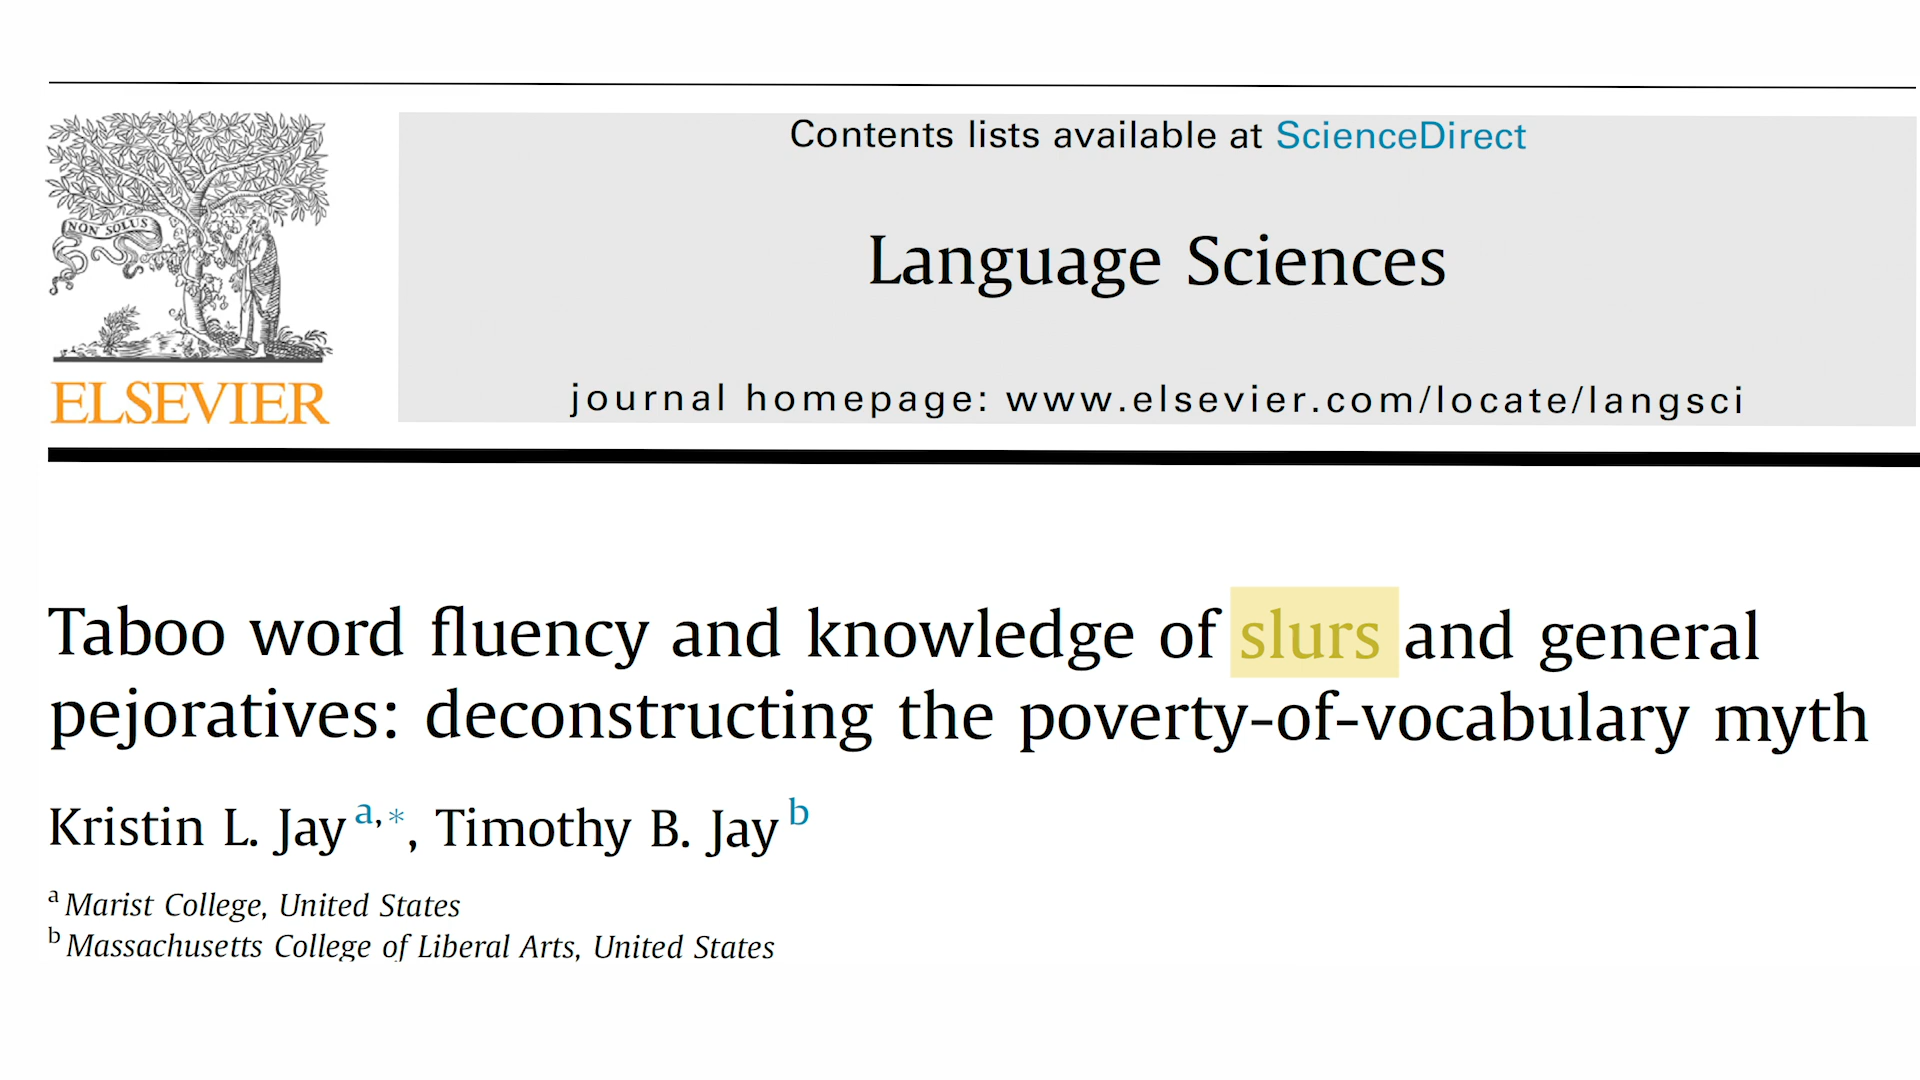 Contents lists available at ScienceDirect
NON SOLUS
Language Sciences
ELSEVIER
journal homepage: www.elsevier.com/locate/langsci
Taboo word fluency and knowledge of slurs and general
pejoratives: deconstructing the poverty-of-vocabulary myth
Kristin L. Jay a,*, Timothy B. Jay b
a Marist College, United States
b Massachusetts College of Liberal Arts, United States